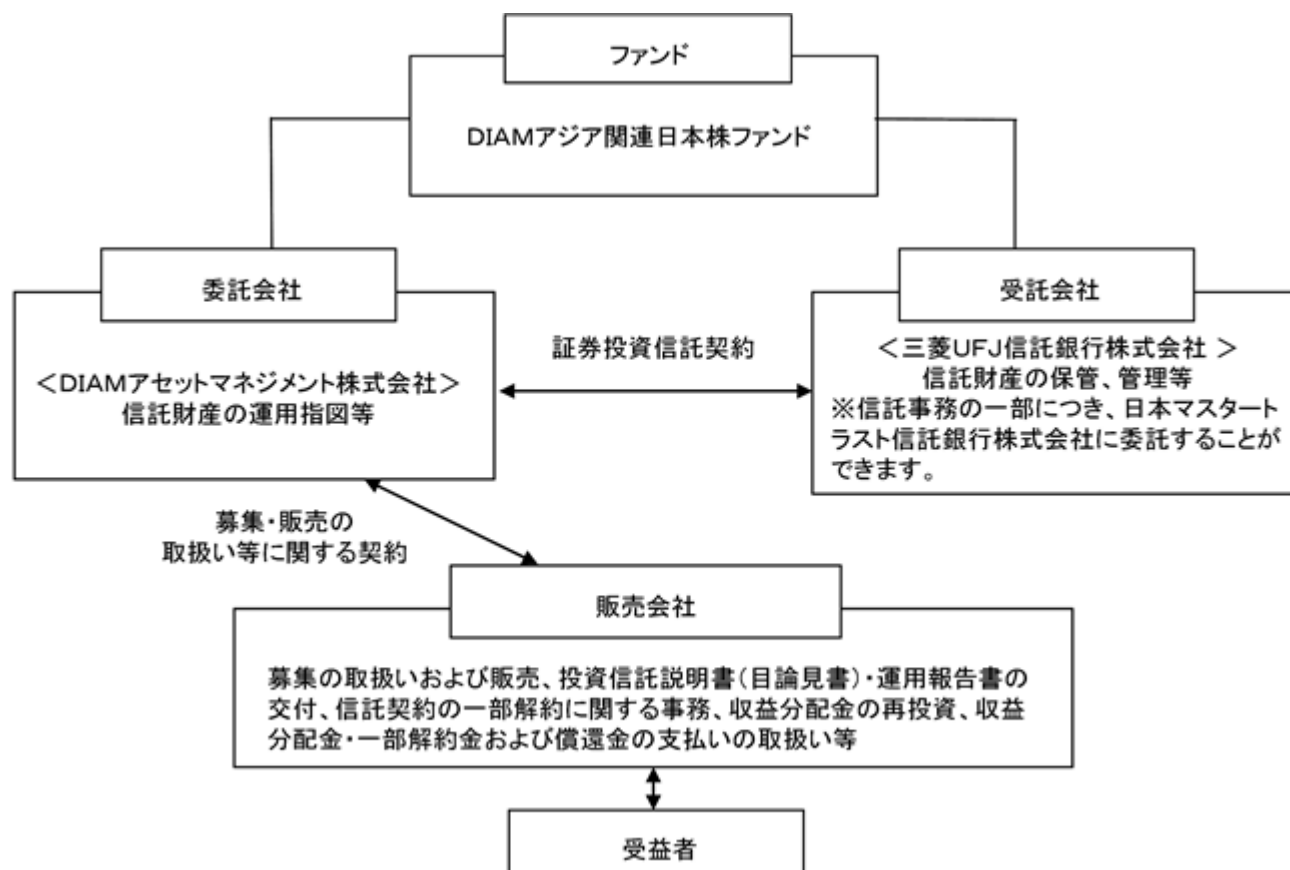 ファンド
DIAMアジア関連日本株ファンド
委託会社
<DIAMアセットマネジメント株式会社>
信託財産の運用指図等
証券投資信託契約
受託会社
<三菱UFJ信託銀行株式会社 >
信託財産の保管、管理等
※信託事務の一部につき、日本マスタート
ラスト信託銀行株式会社に委託することが
できます。
募集・販売の
取扱い等に関する契約
販売会社
募集の取扱いおよび販売、投資信託説明書(目論見書)・運用報告書の
交付、信託契約の一部解約に関する事務、収益分配金の再投資、収益
分配金・一部解約金および償還金の支払いの取扱い等
受益者